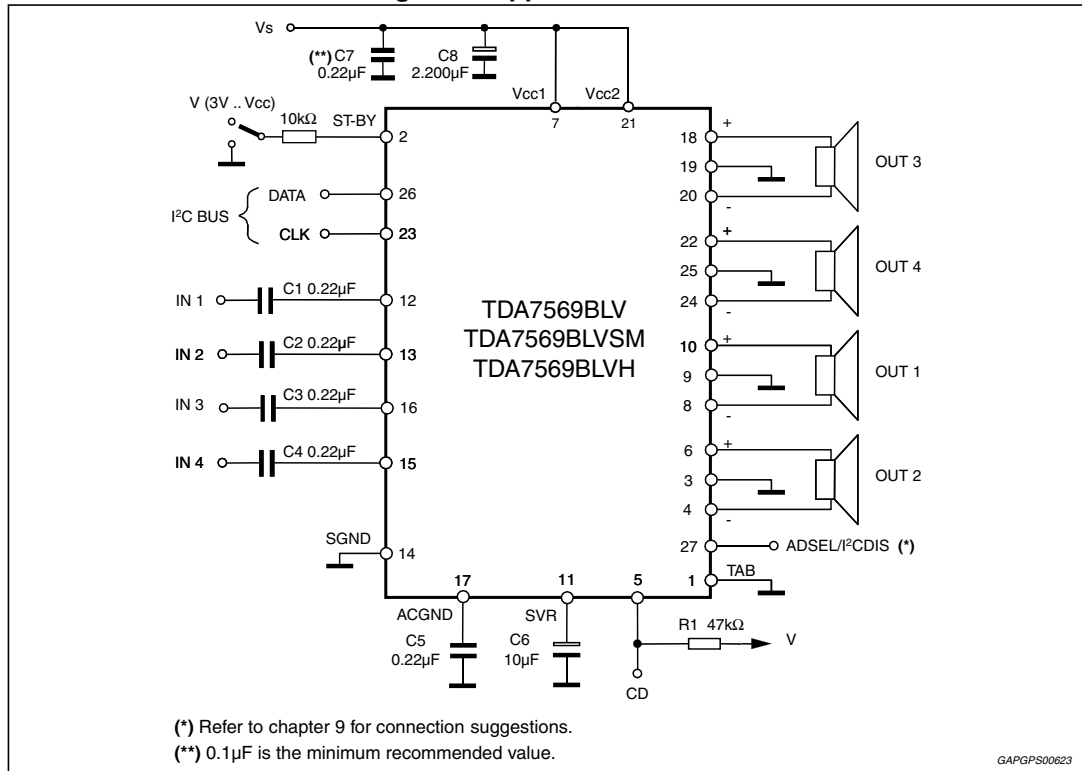 Vs
(**) C7
0.22µF
C8
2.200µF
Vcc1
Vcc2
7
21
V (3V .. Vcc)
10kΩ
ST-BY
2
I²C BUS
DATA
26
CLK
23
IN 1
C1 0.22µF
12
IN 2
C2 0.22µF
13
IN 3
C3 0.22µF
16
IN 4
C4 0.22µF
15
SGND
14
TDA7569BLV
TDA7569BLVSM
TDA7569BLVH
18
+
19
20
-
OUT 3
22
+
25
24
-
OUT 4
10
+
9
8
-
OUT 1
6
+
3
4
-
OUT 2
27
ADSEL/I²CDIS (*)
1
TAB
17
11
5
ACGND
SVR
C5
0.22µF
C6
10µF
R1 47kΩ
V
CD
(*) Refer to chapter 9 for connection suggestions.
(**) 0.1µF is the minimum recommended value.
GAPGPS00623